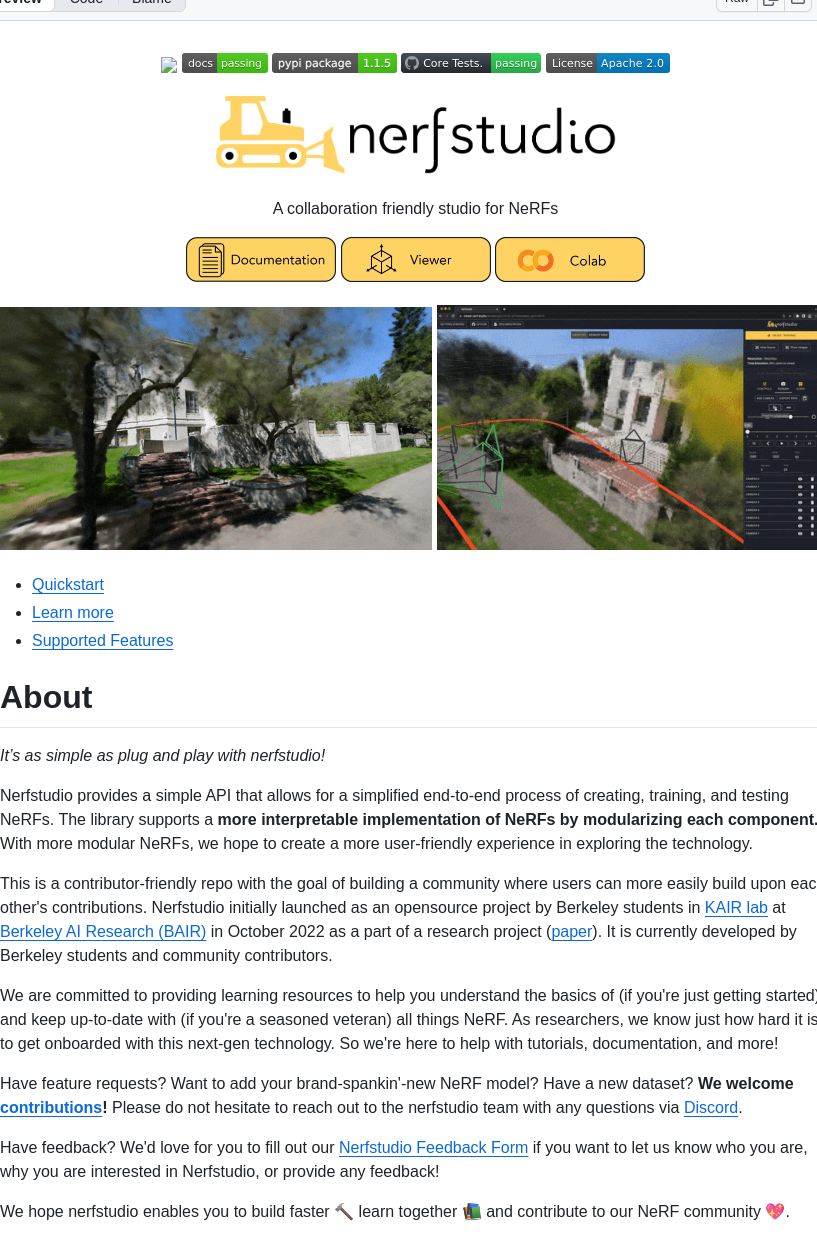 Preview Code Blame Raw
docs passing pypi package 1.1.5 Core Tests. passing License Apache 2.0
nerfstudio
A collaboration friendly studio for NeRFs
Documentation Viewer Colab
nerfstudio
Quickstart
Learn more
Supported Features
About
It’s as simple as plug and play with nerfstudio!
Nerfstudio provides a simple API that allows for a simplified end-to-end process of creating, training, and testing
NeRFs. The library supports a more interpretable implementation of NeRFs by modularizing each component.
With more modular NeRFs, we hope to create a more user-friendly experience in exploring the technology.
This is a contributor-friendly repo with the goal of building a community where users can more easily build upon eac
other's contributions. Nerfstudio initially launched as an opensource project by Berkeley students in KAIR lab at
Berkeley AI Research (BAIR) in October 2022 as a part of a research project (paper). It is currently developed by
Berkeley students and community contributors.
We are committed to providing learning resources to help you understand the basics of (if you're just getting started)
and keep up-to-date with (if you're a seasoned veteran) all things NeRF. As researchers, we know just how hard it is
to get onboarded with this next-gen technology. So we're here to help with tutorials, documentation, and more!
Have feature requests? Want to add your brand-spankin'-new NeRF model? Have a new dataset? We welcome
contributions! Please do not hesitate to reach out to the nerfstudio team with any questions via Discord.
Have feedback? We'd love for you to fill out our Nerfstudio Feedback Form if you want to let us know who you are,
why you are interested in Nerfstudio, or provide any feedback!
We hope nerfstudio enables you to build faster 🔨 learn together 📚 and contribute to our NeRF community 💖.